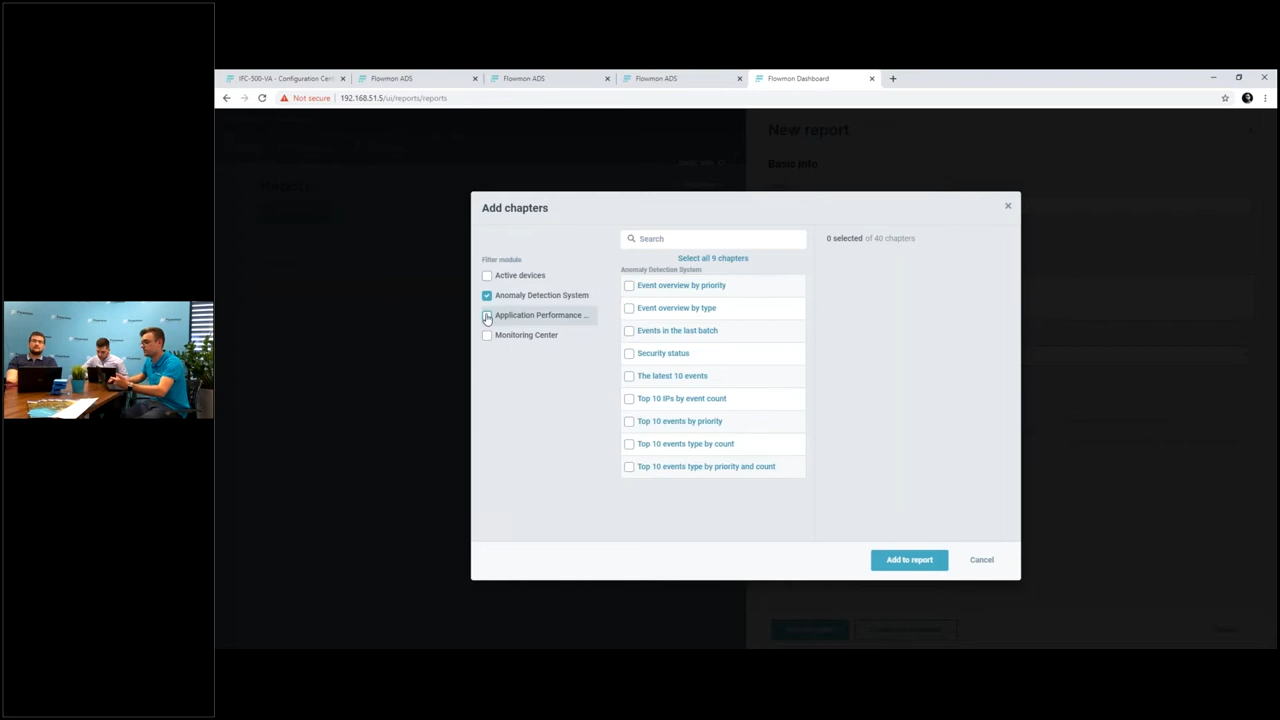 IFC-500-VA - Configuration Cent
Flowmon ADS
Flowmon ADS
Flowmon ADS
Flowmon Dashboard
Not secure 192.168.51.5/ui/reports/reports
New report
Basic info
Add chapters
Filter module
Active devices
Anomaly Detection System
Application Performance ...
Monitoring Center
Search
Select all 9 chapters
Anomaly Detection System
Event overview by priority
Event overview by type
Events in the last batch
Security status
The latest 10 events
Top 10 IPs by event count
Top 10 events by priority
Top 10 events type by count
Top 10 events type by priority and count
0 selected of 40 chapters
Add to report
Cancel